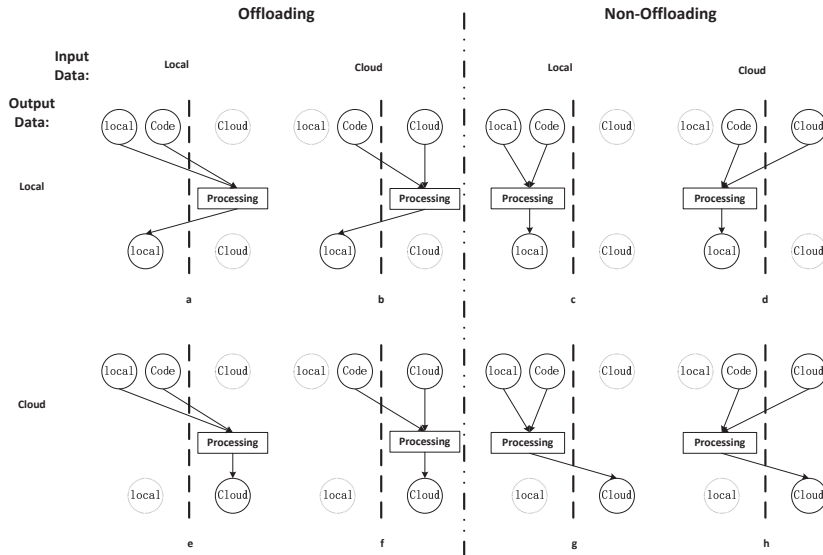 Offloading
Non-Offloading
Input
Data:
Local
Cloud
Local
Cloud
Output
Data:
local
Code
Cloud
local
Code
Cloud
local
Code
Cloud
local
Code
Cloud
Local
Processing
Processing
Processing
Processing
local
Cloud
local
Cloud
local
Cloud
local
Cloud
a
b
c
d
local
Code
Cloud
local
Code
Cloud
local
Code
Cloud
local
Code
Cloud
Cloud
Processing
Processing
Processing
Processing
local
Cloud
local
Cloud
local
Cloud
local
Cloud
e
f
g
h